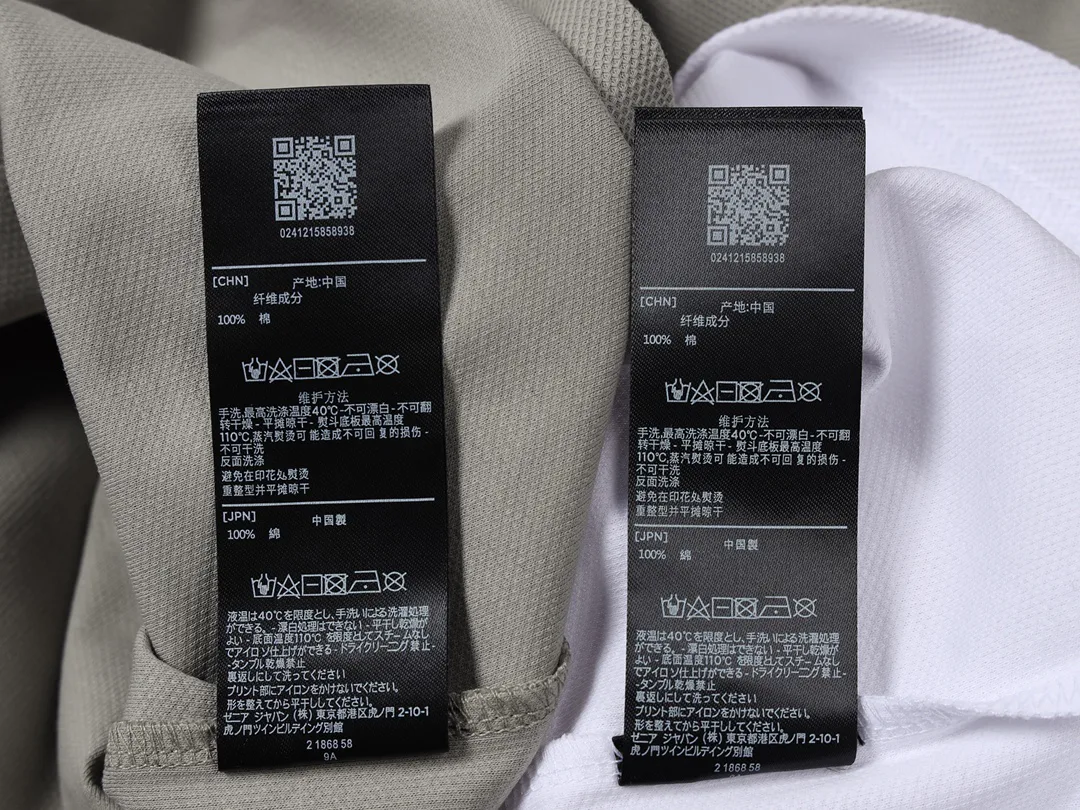 0241215858938
[CHN] 产地:中国
纤维成分
100% 棉
维护方法
手洗,最高洗涤温度40℃-不可漂白-不可翻
转干燥 - 平摊晾干 - 熨斗底板最高温度
110℃,蒸汽熨烫可能造成不可回复的损伤 -
不可干洗
反面洗涤
避免在印花处熨烫
重整型并平摊晾干
[JPN] 中国製
100% 綿
液温は40℃を限度とし、手洗いによる洗濯処理
ができる。- 漂白処理はできない - 平干し乾燥が
よい - 底面温度110℃を限度としてスチームなし
でアイロン仕上げができる - ドライクリーニング禁止 -
-タンブル乾燥禁止
裏返しにして洗ってください
プリント部にアイロンをかけないでください。
形を整えてから平干ししてください。
ゼニア ジャパン (株) 東京都港区虎ノ門 2-10-1
虎ノ門ツインビルディイング別館
2 1868 58
9A
0241215858938
[CHN] 产地:中国
纤维成分
100% 棉
维护方法
手洗,最高洗涤温度40℃-不可漂白-不可翻
转干燥 - 平摊晾干 - 熨斗底板最高温度
110℃,蒸汽熨烫可能造成不可回复的损伤 -
不可干洗
反面洗涤
避免在印花处熨烫
重整型并平摊晾干
[JPN] 中国製
100% 綿
液温は40℃を限度とし、手洗いによる洗濯処理
ができる。- 漂白処理はできない - 平干し乾燥が
よい - 底面温度110℃を限度としてスチームなし
でアイロン仕上げができる -ドライクリーニング禁止 -
-タンブル乾燥禁止
裏返しにして洗ってください
プリント部にアイロンをかけないでください。
形を整えてから平干ししてください。
ゼニア ジャパン (株) 東京都港区虎ノ門 2-10-1
虎ノ門ツインビルディイング別館
2 1868 58